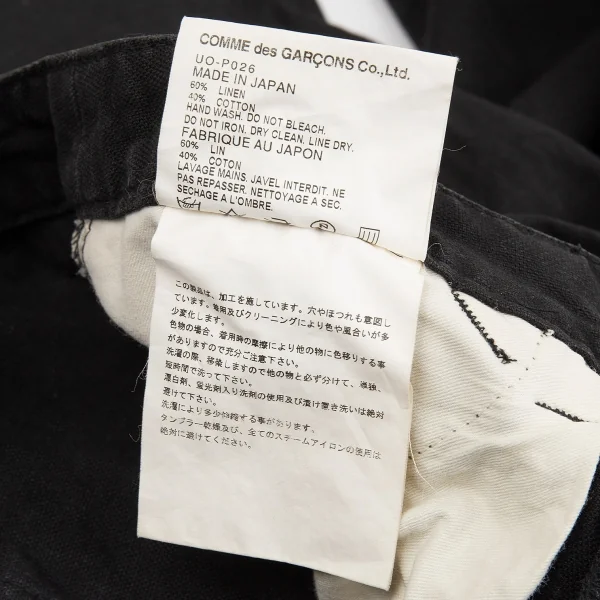 COMME des GARÇONS Co.,Ltd.
UO-P026
MADE IN JAPAN
60% LINEN
40% COTTON
HAND WASH. DO NOT BLEACH.
DO NOT IRON. DRY CLEAN. LINE DRY.
FABRIQUE AU JAPON
60% LIN
40% COTON
LAVAGE MAINS. JAVEL INTERDIT. NE
PAS REPASSER. NETTOYAGE A SEC.
SECHAGE A L'OMBRE.
この製品は、加工を施しています。穴やほつれも意図し
ています。着用及びクリーニングにより色や風合いが多
少変化します。
色物の場合、着用時の摩擦により他の物に色移りする事
がありますので充分ご注意下さい。
洗濯の際、移染しますので他の物と必ず分けて、単独、
短時間で洗って下さい。
漂白剤、蛍光剤入り洗剤の使用及び漬け置き洗いは絶対
避けて下さい。
洗濯により多少収縮する事があります。
タンブラー乾燥及び、全てのスチームアイロンの使用は
絶対に避けてください。